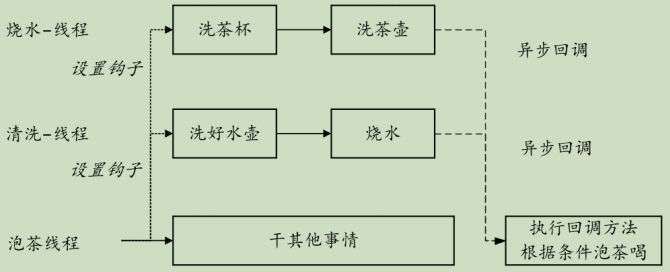 烧水-线程
洗茶杯
洗茶壶
异步回调
设置钩子
清洗-线程
洗好水壶
烧水
异步回调
设置钩子
泡茶线程
干其他事情
执行回调方法
根据条件泡茶喝